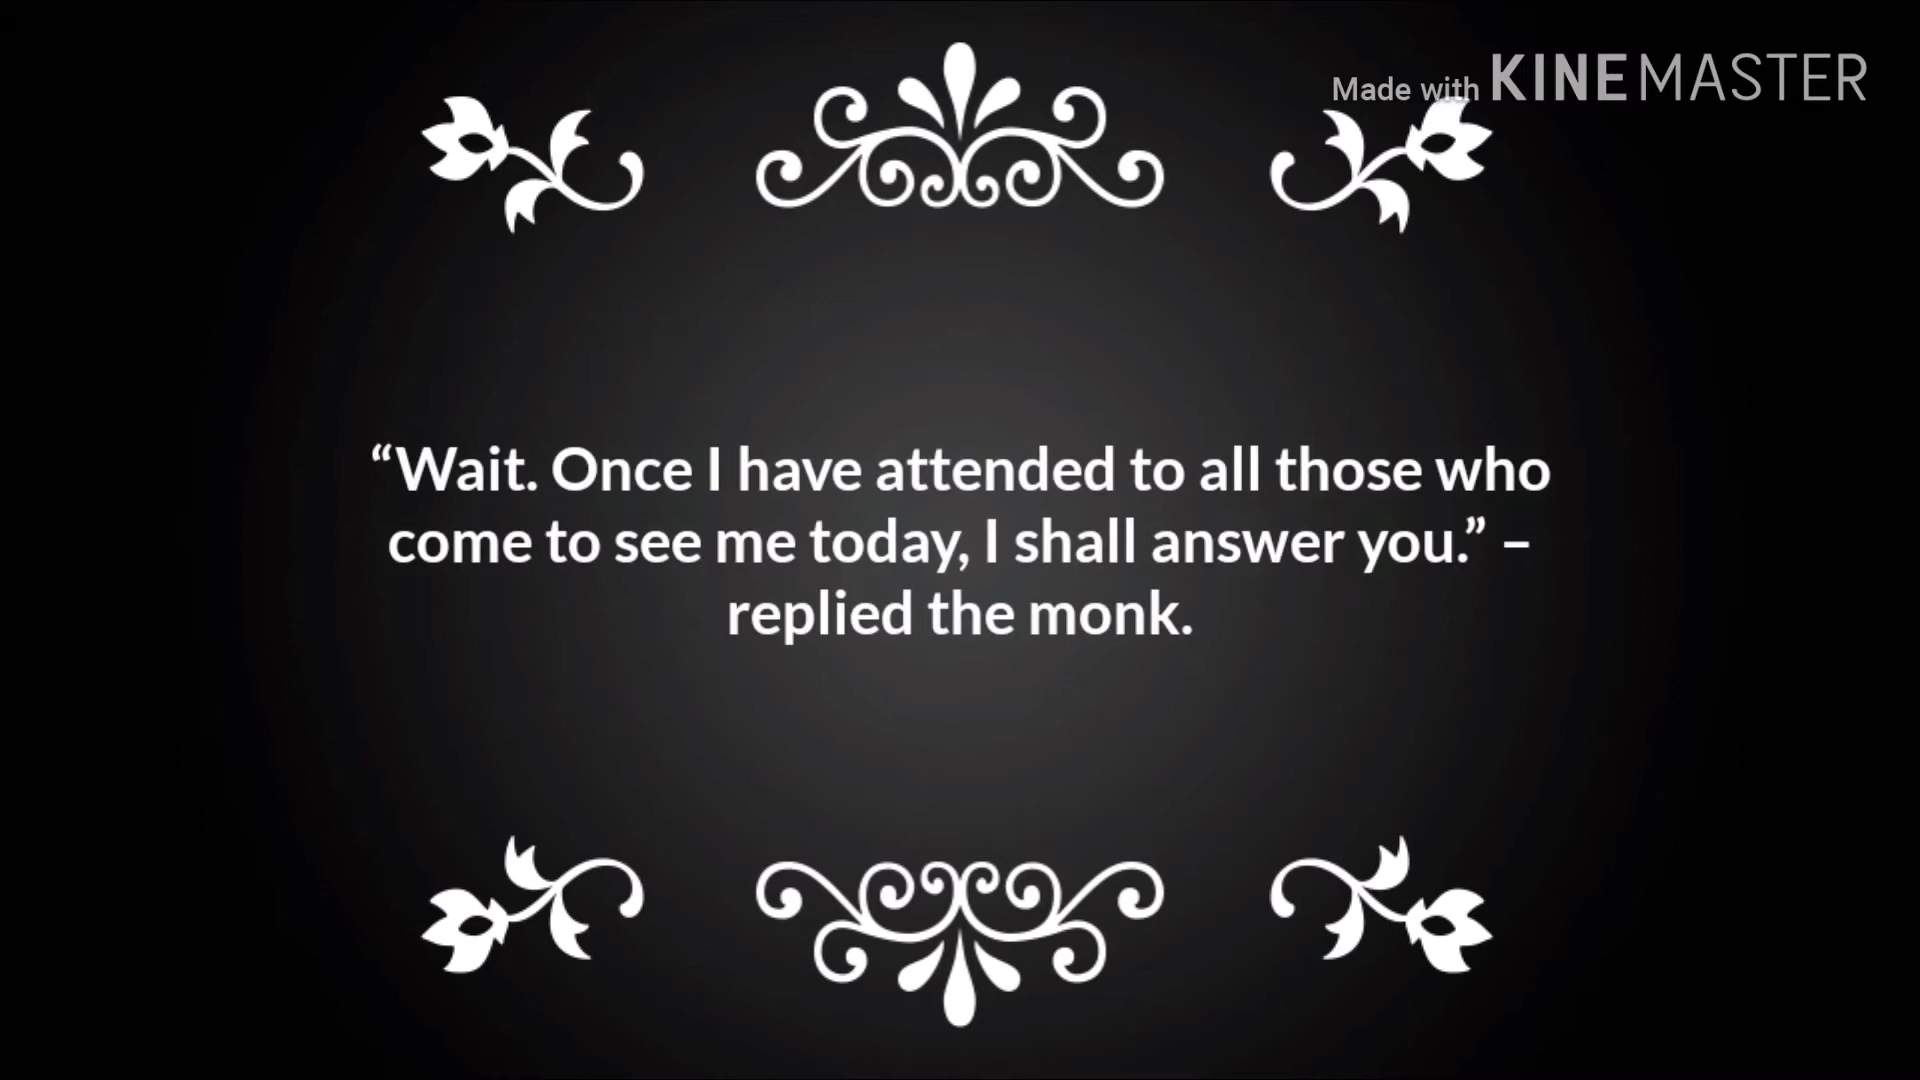 Made with KINEMASTER
“Wait. Once I have attended to all those who
come to see me today, I shall answer you.” –
replied the monk.